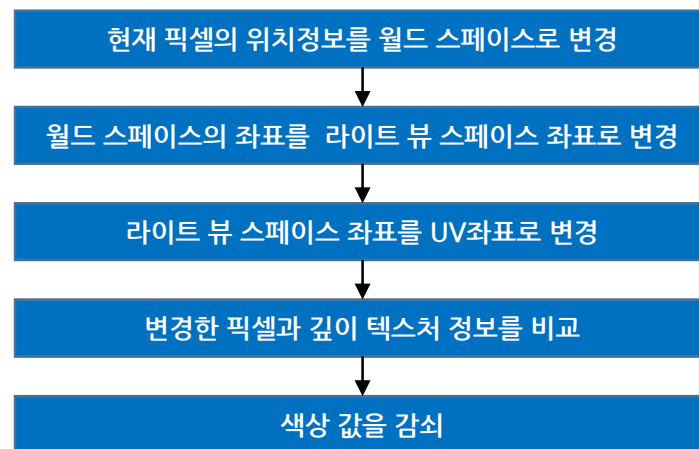 현재 픽셀의 위치정보를 월드 스페이스로 변경
월드 스페이스의 좌표를 라이트 뷰 스페이스 좌표로 변경
라이트 뷰 스페이스 좌표를 UV좌표로 변경
변경한 픽셀과 깊이 텍스처 정보를 비교
색상 값을 감쇠